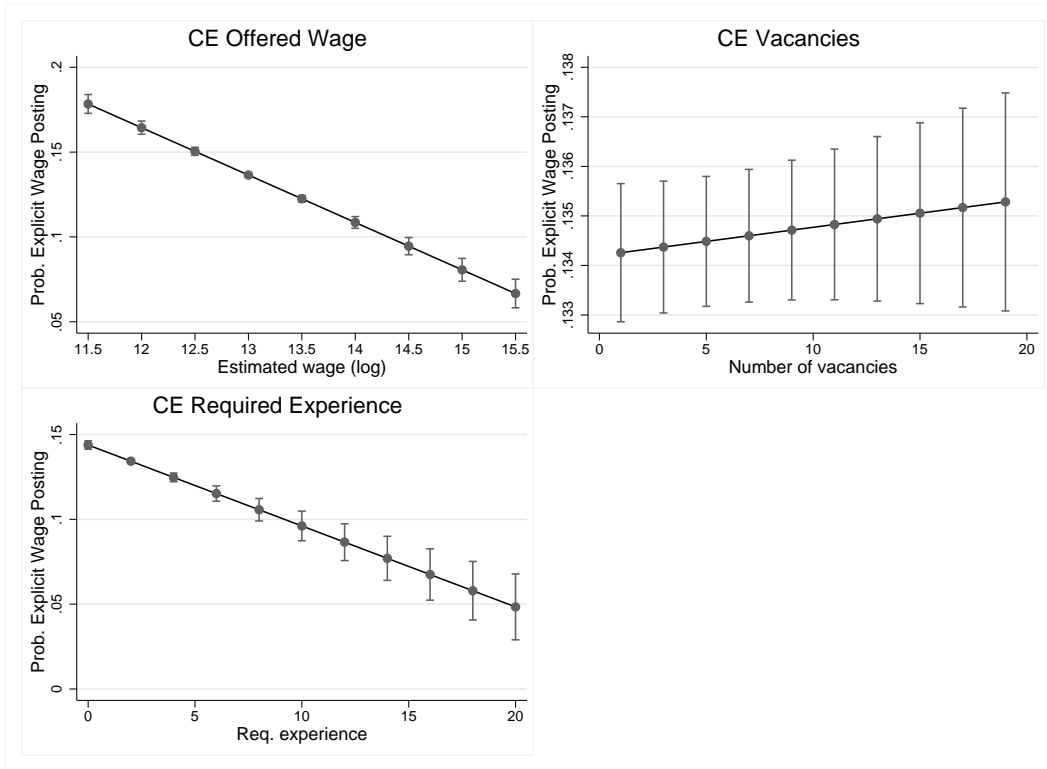 CE Offered Wage
Prob. Explicit Wage Posting
.2
.15
.1
.05
11.5 12 12.5 13 13.5 14 14.5 15 15.5
Estimated wage (log)
CE Vacancies
Prob. Explicit Wage Posting
.138
.137
.136
.135
.134
.133
0 5 10 15 20
Number of vacancies
CE Required Experience
Prob. Explicit Wage Posting
.15
.1
.05
0
0 5 10 15 20
Req. experience